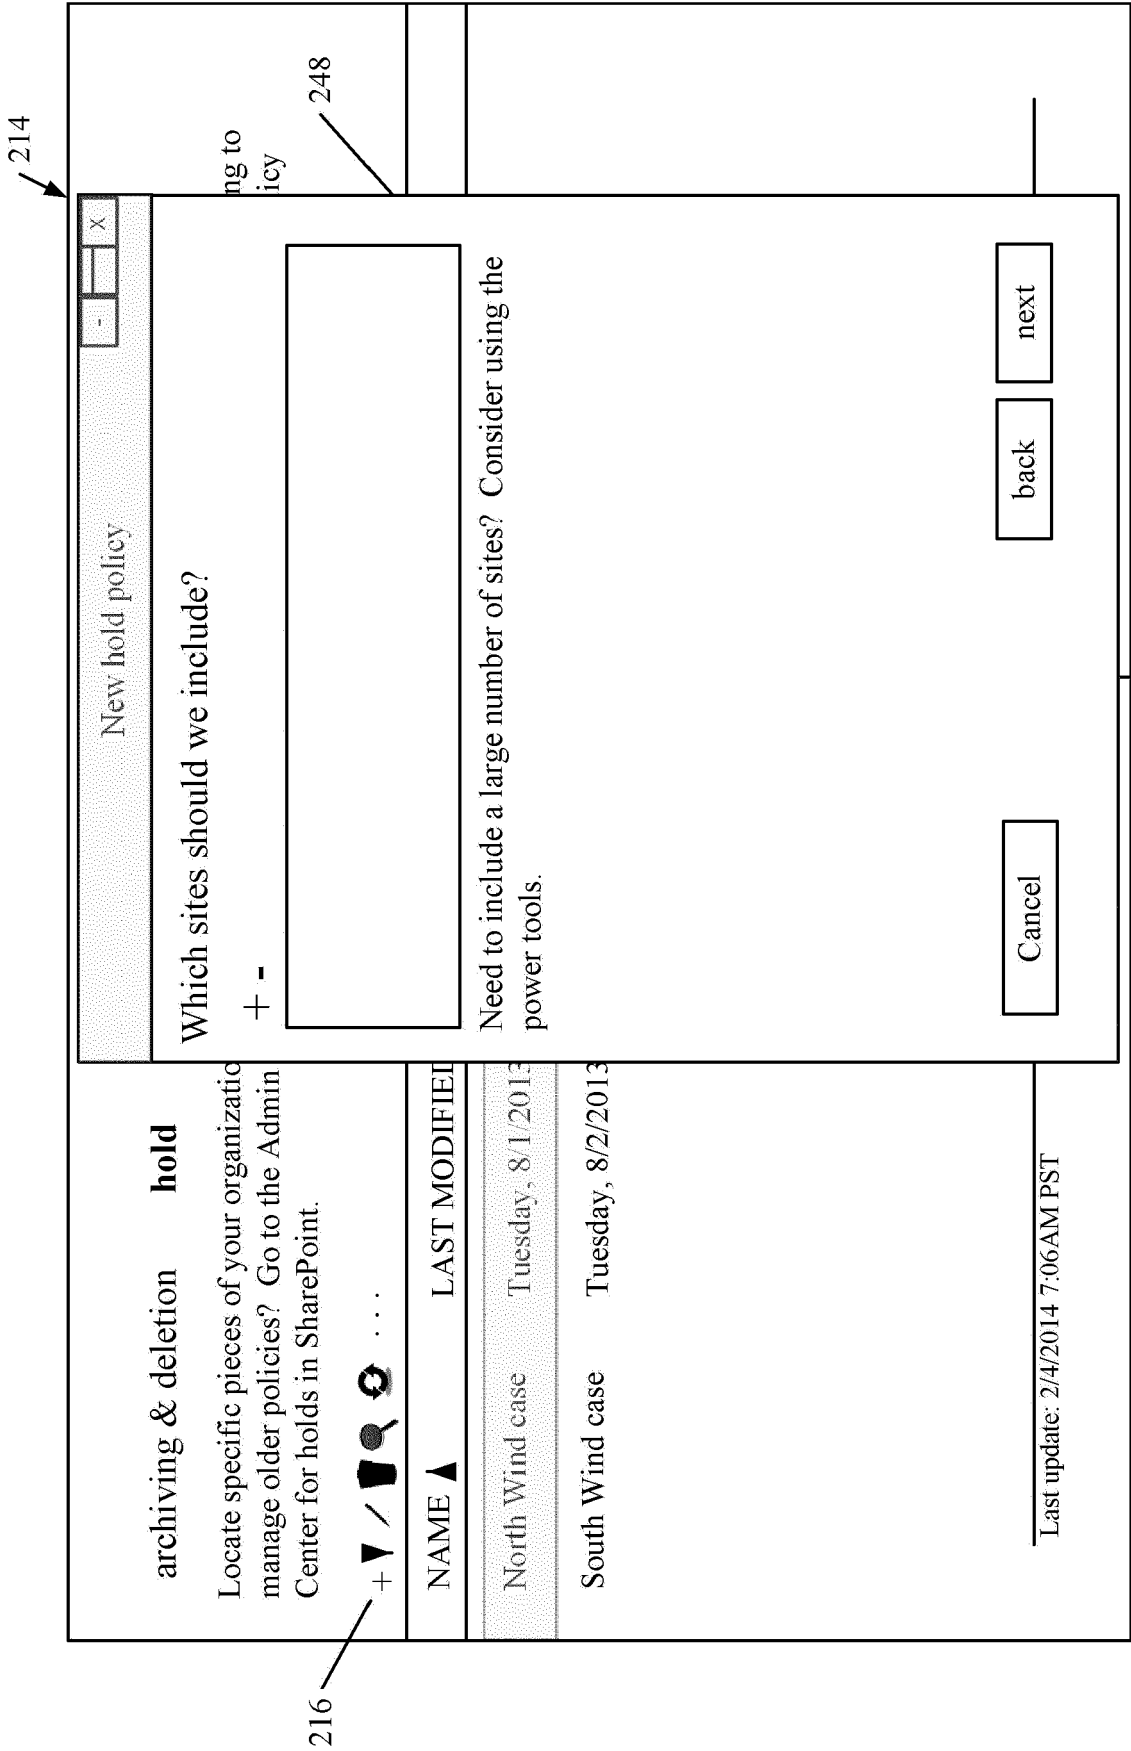 214
archiving & deletion hold
Locate specific pieces of your organizatio
ng to
manage older policies? Go to the Admin
icy
Center for holds in SharePoint.
216
+ ...
248
NAME LAST MODIFIED
North Wind case Tuesday, 8/1/2013
South Wind case Tuesday, 8/2/2013
Last update: 2/4/2014 7:06AM PST
New hold policy
- x
Which sites should we include?
+ -
Need to include a large number of sites? Consider using the
power tools.
Cancel back next